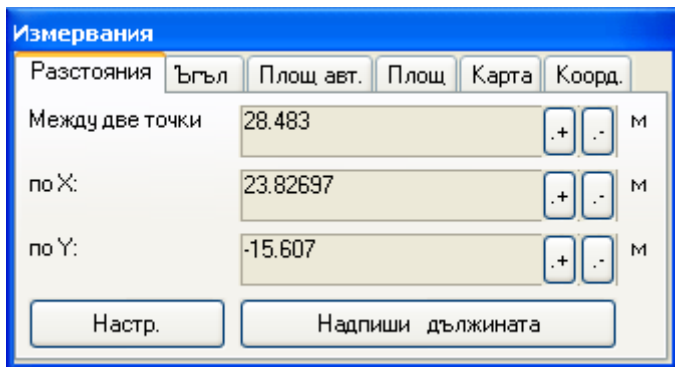 Измервания
Разстояния Ъгъл Площ авт. Площ Карта Коорд.
Между две точки 28.483 .+ .- м
по X: 23.82697 .+ .- м
по Y: -15.607 .+ .- м
Настр. Надпиши дължината